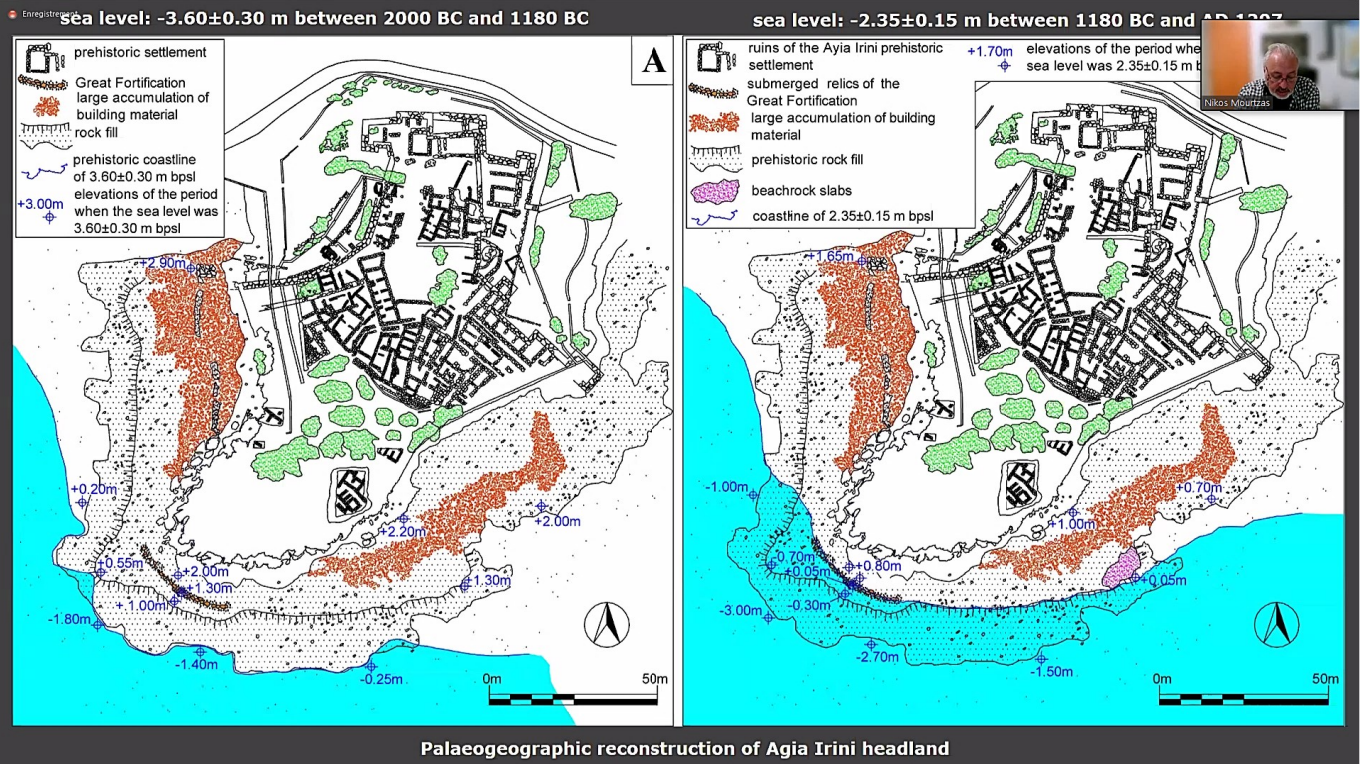 Enregistrement
sea level: -3.60±0.30 m between 2000 BC and 1180 BC
prehistoric settlement
Great Fortification
large accumulation of
building material
rock fill
prehistoric coastline
of 3.60±0.30 m bpsl
+3.00m
elevations of the period
when the sea level was
3.60±0.30 m bpsl
A
+2.90m
+0.20m
+2.20m
+2.00m
+0.55m
+2.00m
+1.30m
+1.30m
+1.00m
-1.80m
-1.40m
-0.25m
0m
50m
sea level: -2.35±0.15 m between 1180 BC and
ruins of the Ayia Irini prehistoric
settlement
submerged relics of the
Great Fortification
large accumulation of building
material
prehistoric rock fill
beachrock slabs
coastline of 2.35±0.15 m bpsl
+1.70m
elevations of the period
sea level was 2.35±0.15 m
Nikos Mourtzas
+1.65m
-1.00m
+0.70m
+1.00m
-0.70m
+0.05m
+0.80m
+0.05m
-0.30m
-3.00m
-2.70m
-1.50m
0m
50m
Palaeogeographic reconstruction of Agia Irini headland